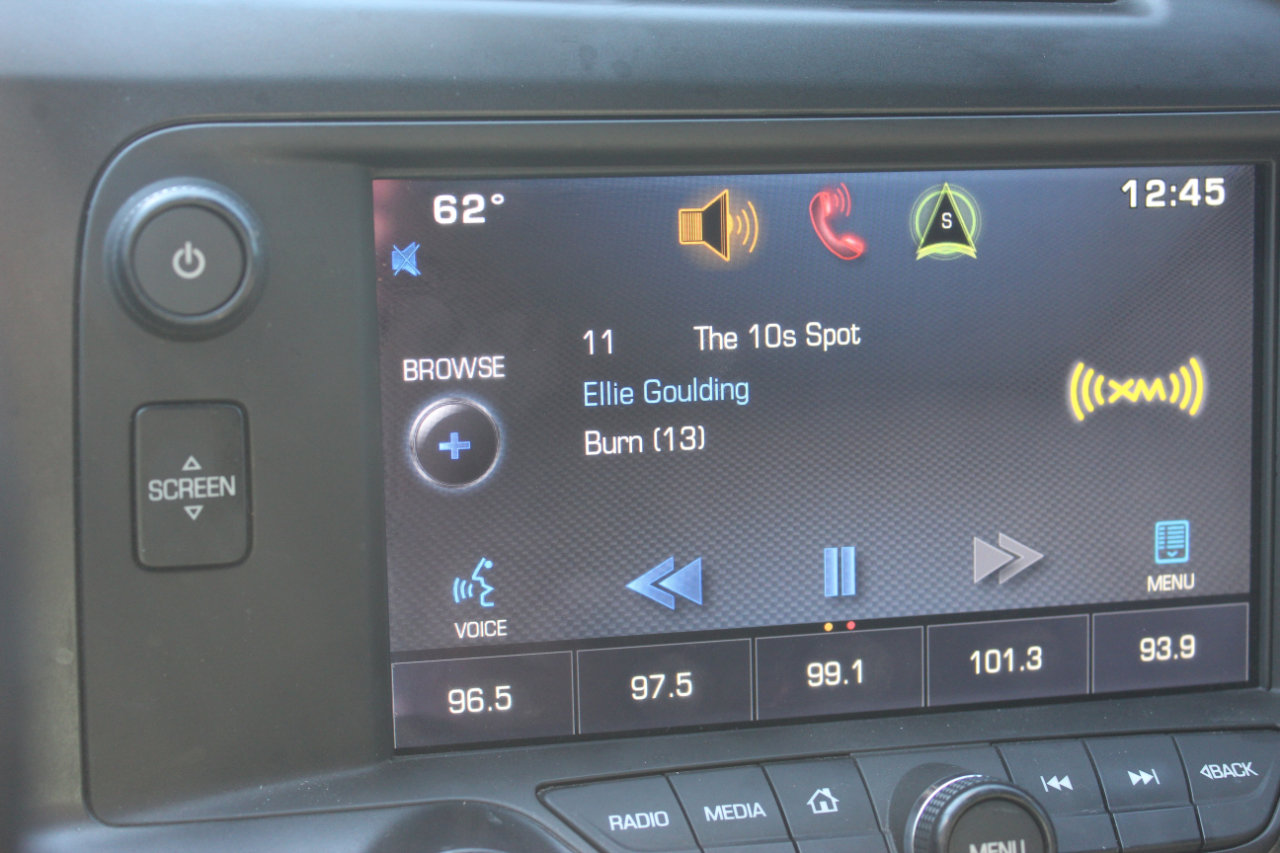 62°
S
12:45
11 The 10s Spot
BROWSE
Ellie Goulding
Burn (13)
((((XM))))
SCREEN
VOICE
MENU
96.5 97.5 99.1 101.3 93.9
RADIO MEDIA BACK
MENU